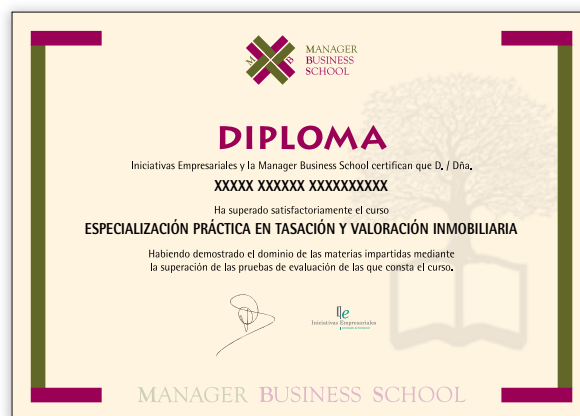 M B S
MANAGER
BUSINESS
SCHOOL
DIPLOMA
Iniciativas Empresariales y la Manager Business School certifican que D. / Dña.
XXXXX XXXXXX XXXXXXXXXX
Ha superado satisfactoriamente el curso
ESPECIALIZACIÓN PRÁCTICA EN TASACIÓN Y VALORACIÓN INMOBILIARIA
Habiendo demostrado el dominio de las materias impartidas mediante
la superación de las pruebas de evaluación de las que consta el curso.
Iniciativas Empresariales
MANAGER BUSINESS SCHOOL